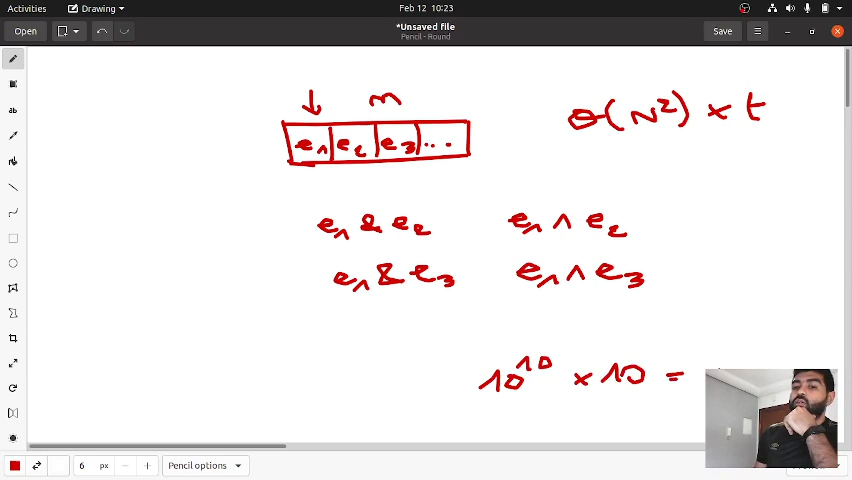 Activities
Drawing
Feb 12 10:23
Open
*Unsaved file
Pencil - Round
Save
m
Θ(N²) × t
e₁ e₂ e₃ ...
e₁ & e₂
e₁ ∧ e₂
e₁ & e₃
e₁ ∧ e₃
10¹⁰ × 10 =
6 px
Pencil options